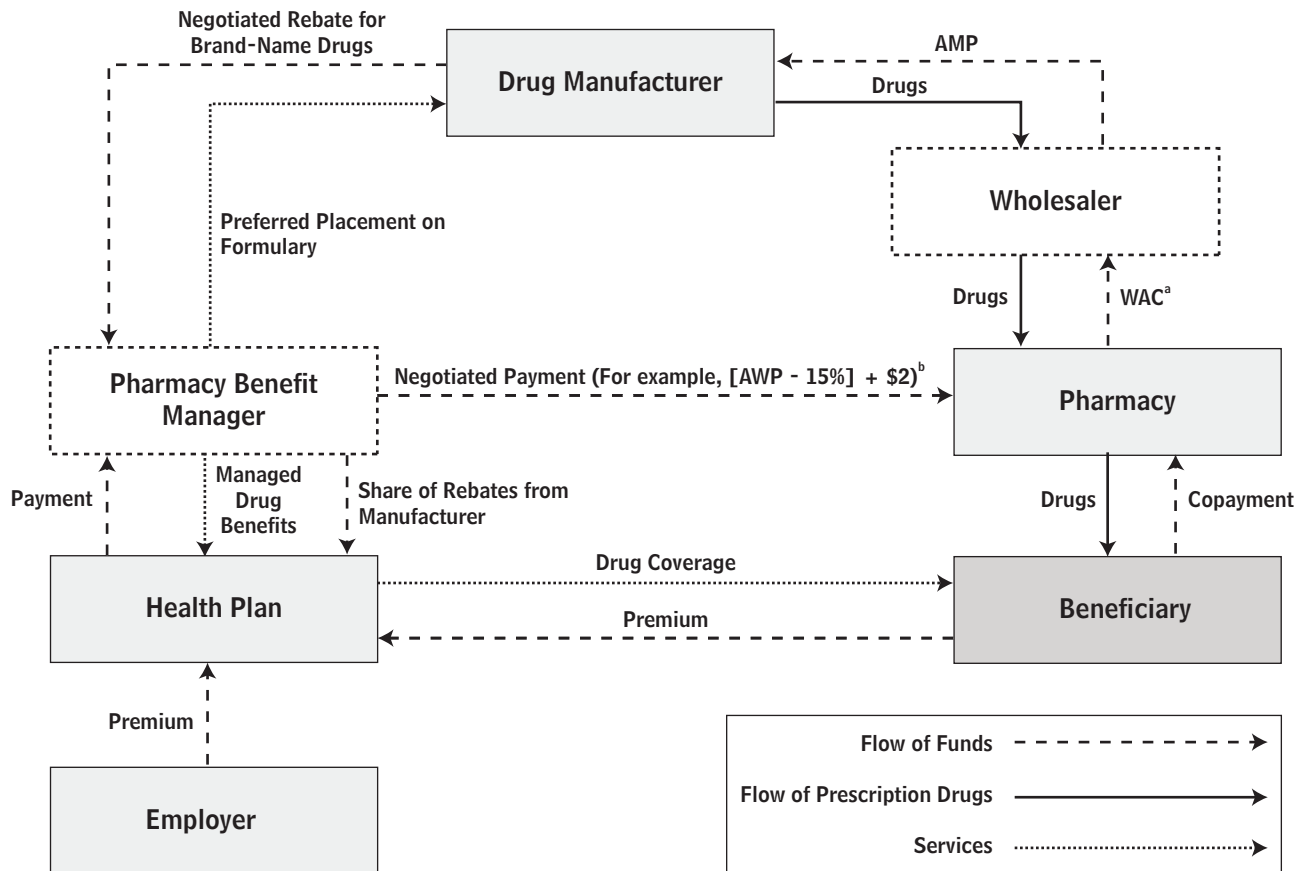 Negotiated Rebate for
Brand-Name Drugs
AMP
Drug Manufacturer
Drugs
Wholesaler
Preferred Placement on
Formulary
Drugs
WACᵃ
Pharmacy Benefit
Manager
Negotiated Payment (For example, [AWP - 15%] + $2)ᵇ
Pharmacy
Payment
Managed
Drug
Benefits
Share of Rebates from
Manufacturer
Drugs
Copayment
Health Plan
Drug Coverage
Premium
Beneficiary
Premium
Employer
Flow of Funds
Flow of Prescription Drugs
Services